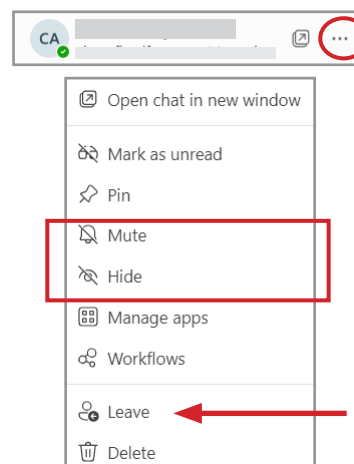 CA
Open chat in new window
Mark as unread
Pin
Mute
Hide
Manage apps
Workflows
Leave
Delete